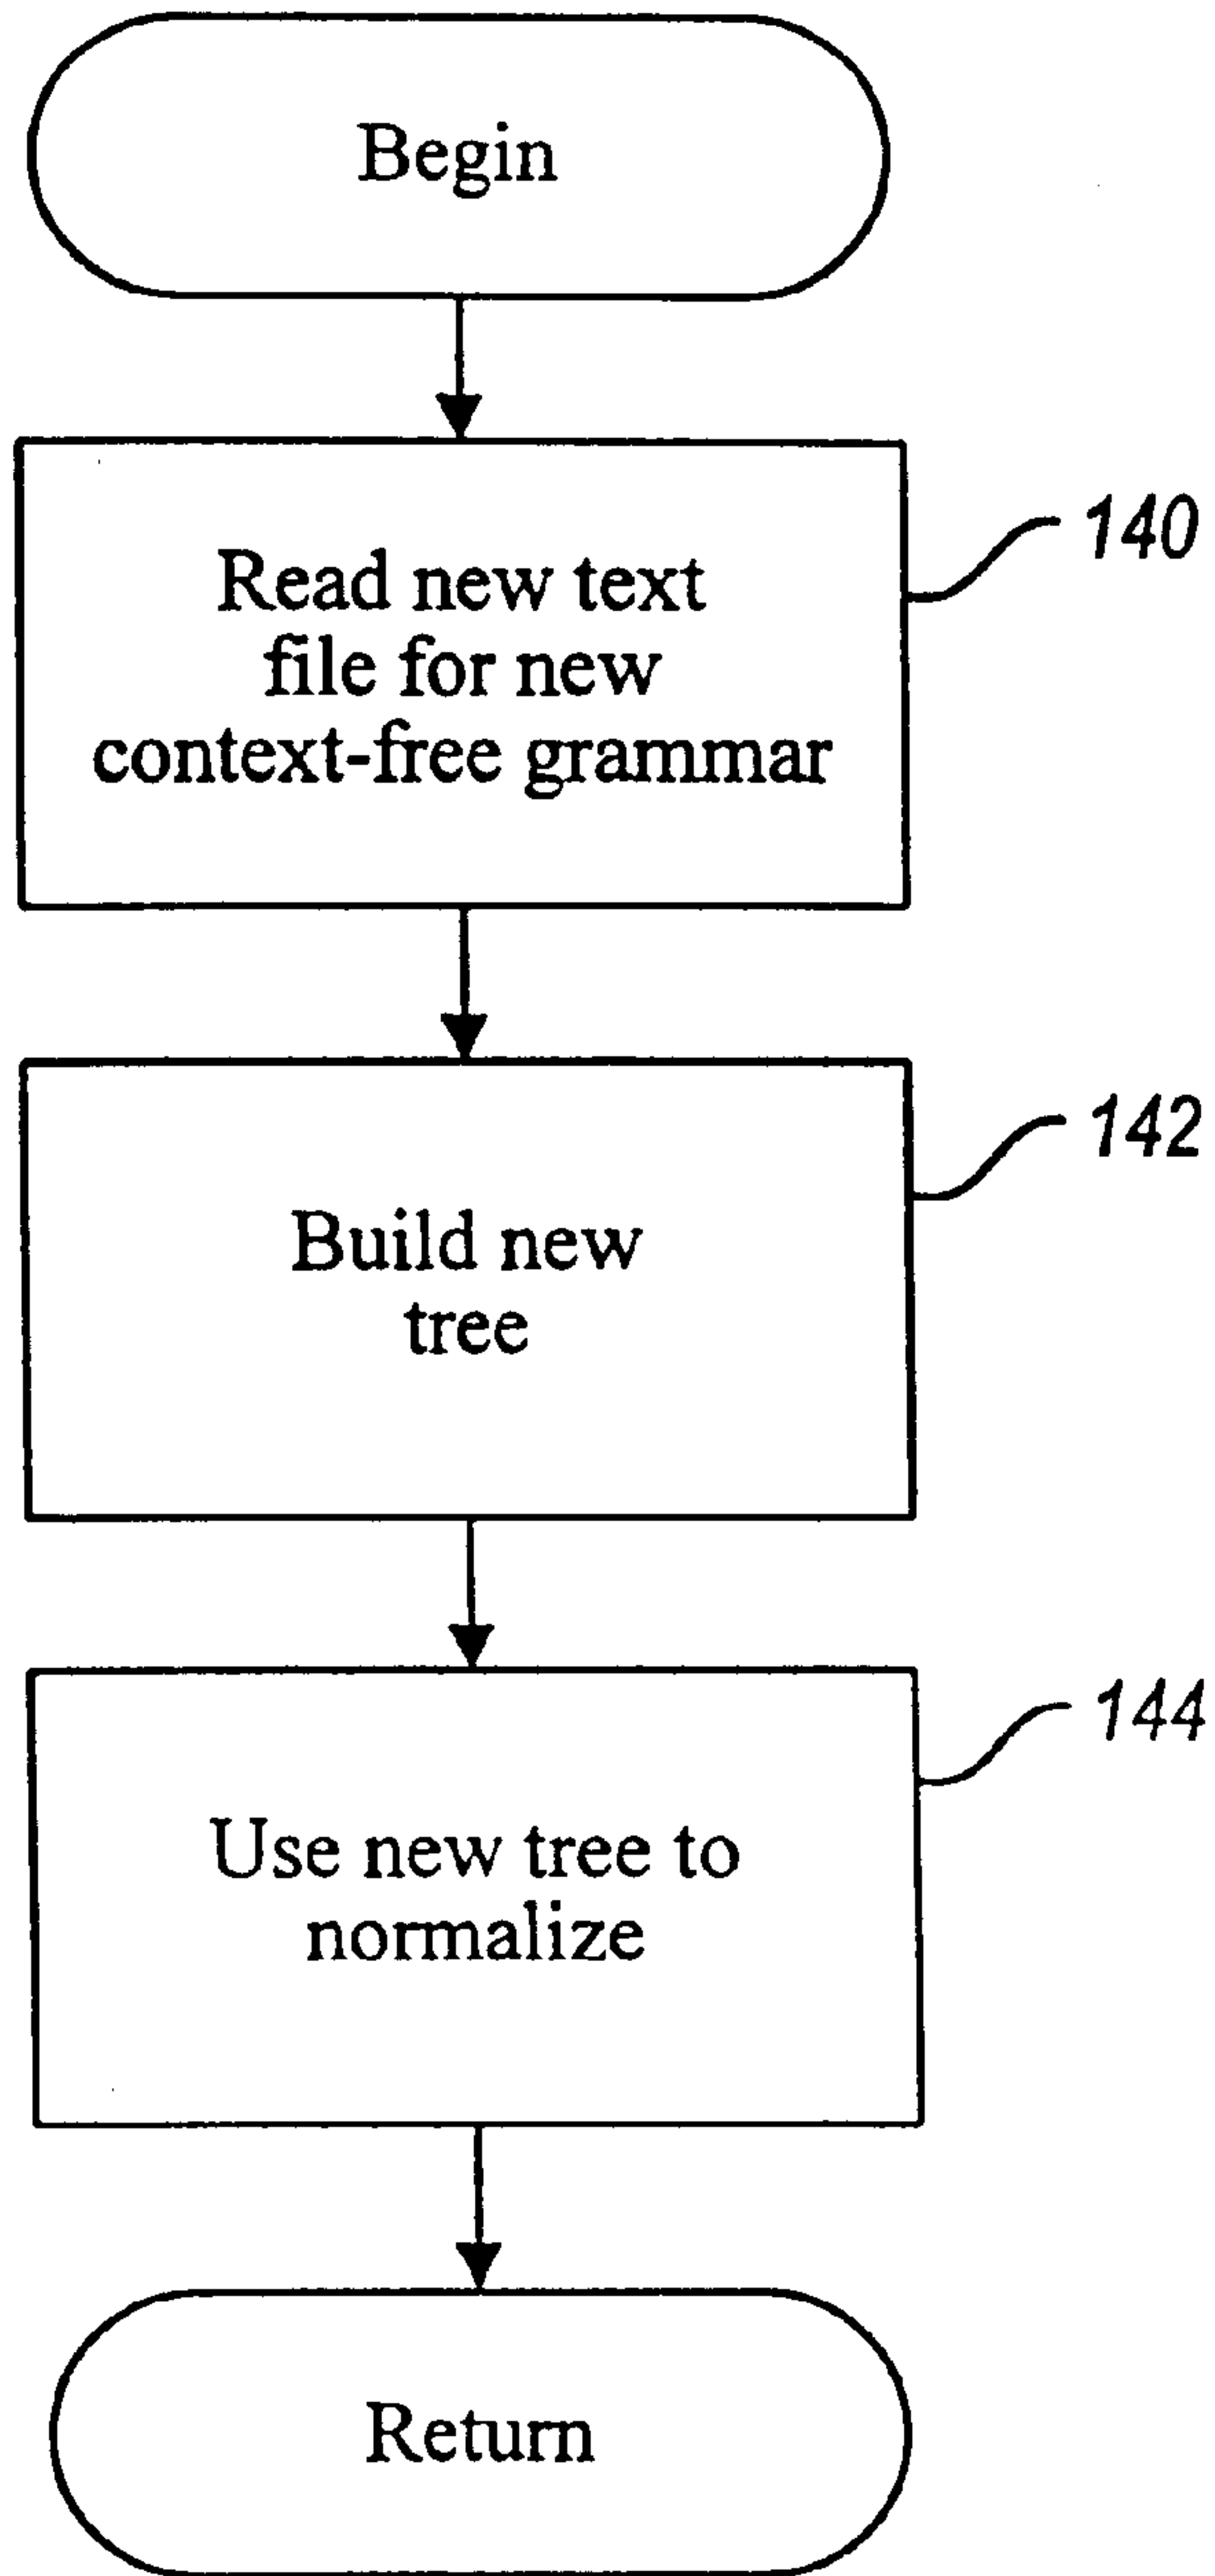 Begin
Read new text
file for new
context-free grammar
140
Build new
tree
142
Use new tree to
normalize
144
Return